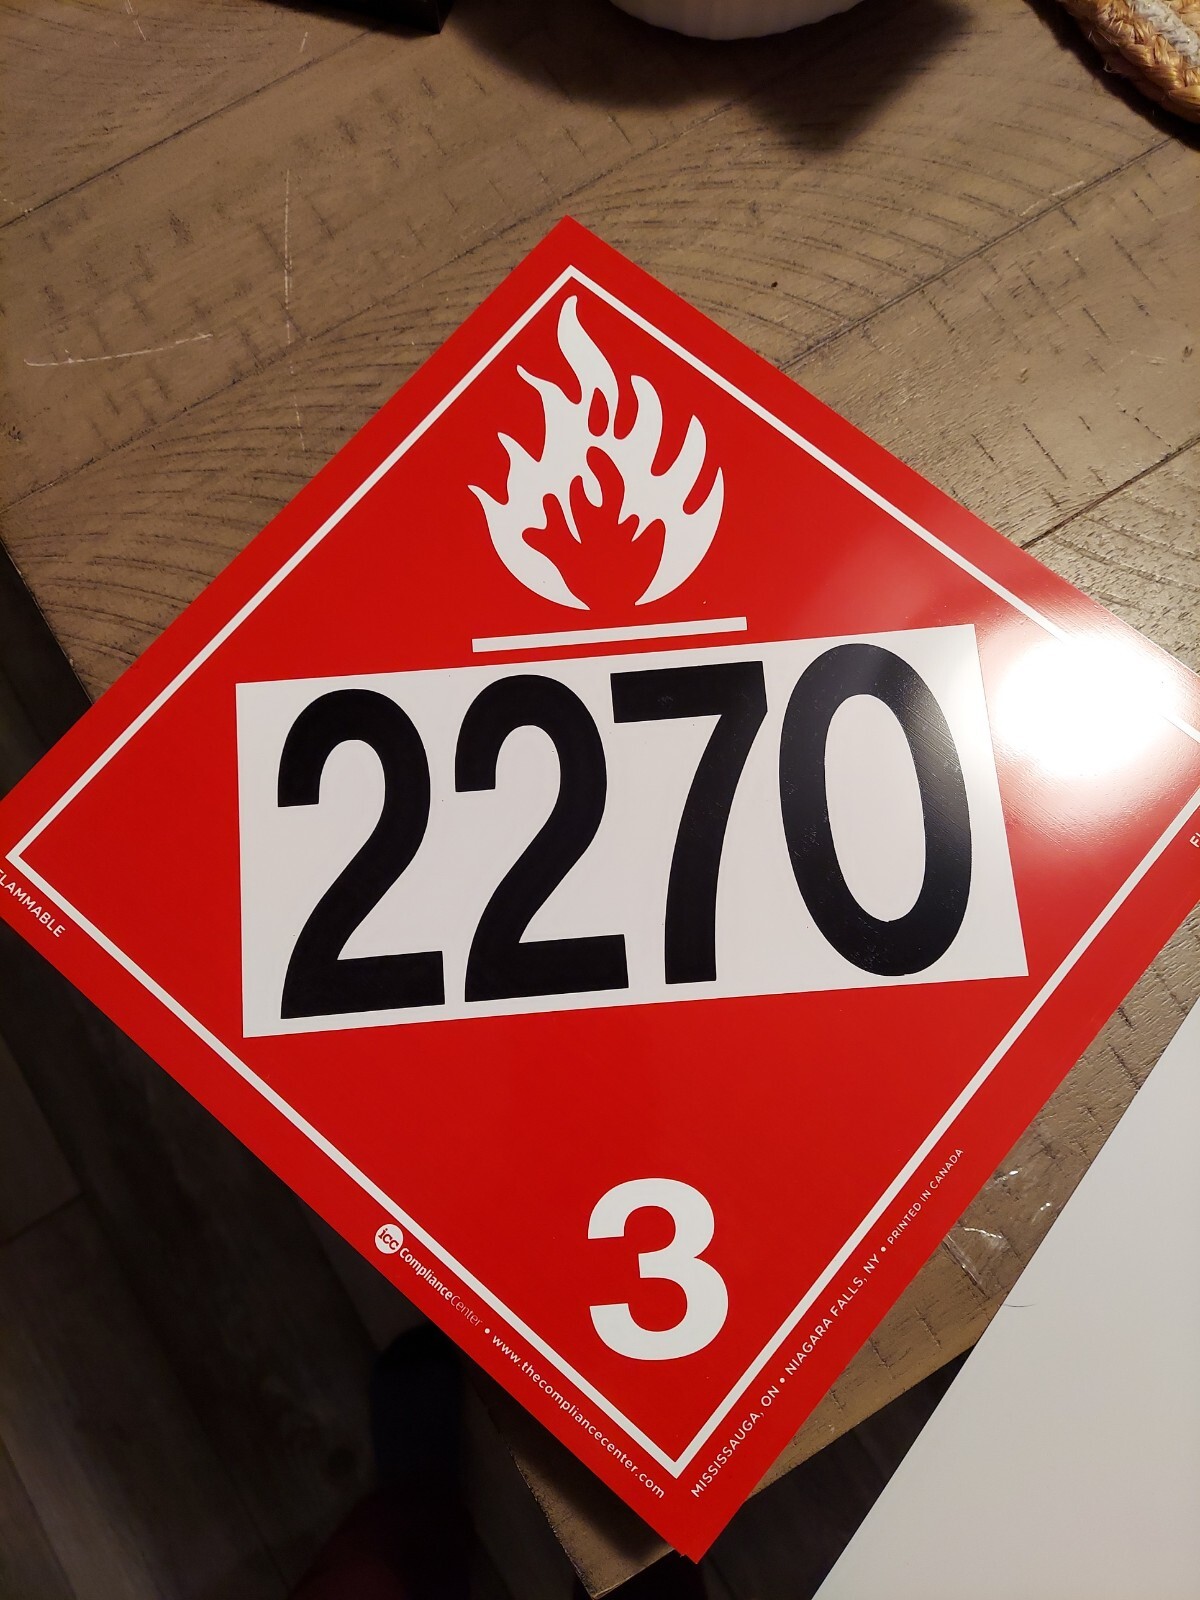 2270
3
FLAMMABLE
icc ComplianceCenter • www.thecompliancecenter.com
MISSISSAUGA, ON • NIAGARA FALLS, NY • PRINTED IN CANADA